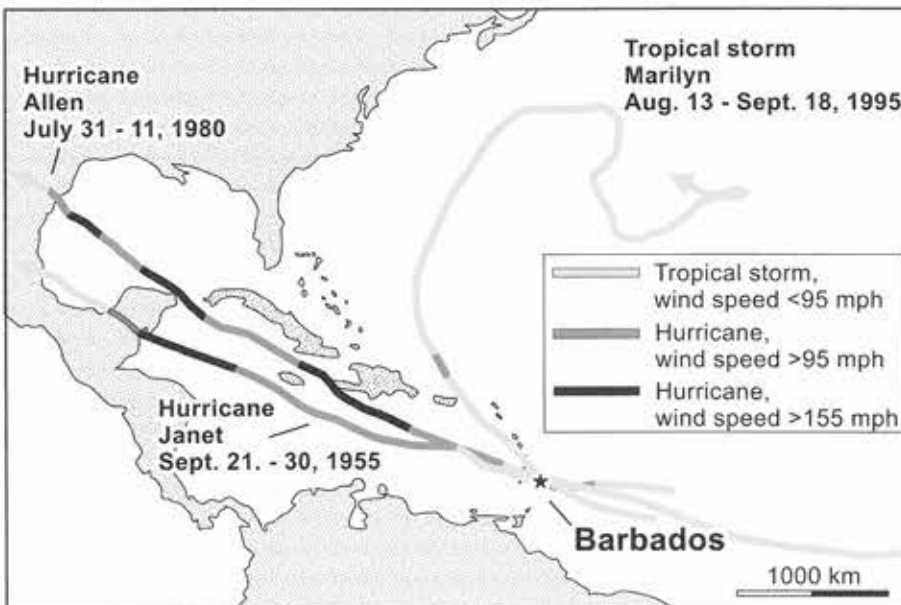 Hurricane
Allen
July 31 - 11, 1980
Tropical storm
Marilyn
Aug. 13 - Sept. 18, 1995
Tropical storm,
wind speed <95 mph
Hurricane,
wind speed >95 mph
Hurricane,
wind speed >155 mph
Hurricane
Janet
Sept. 21. - 30, 1955
Barbados
1000 km